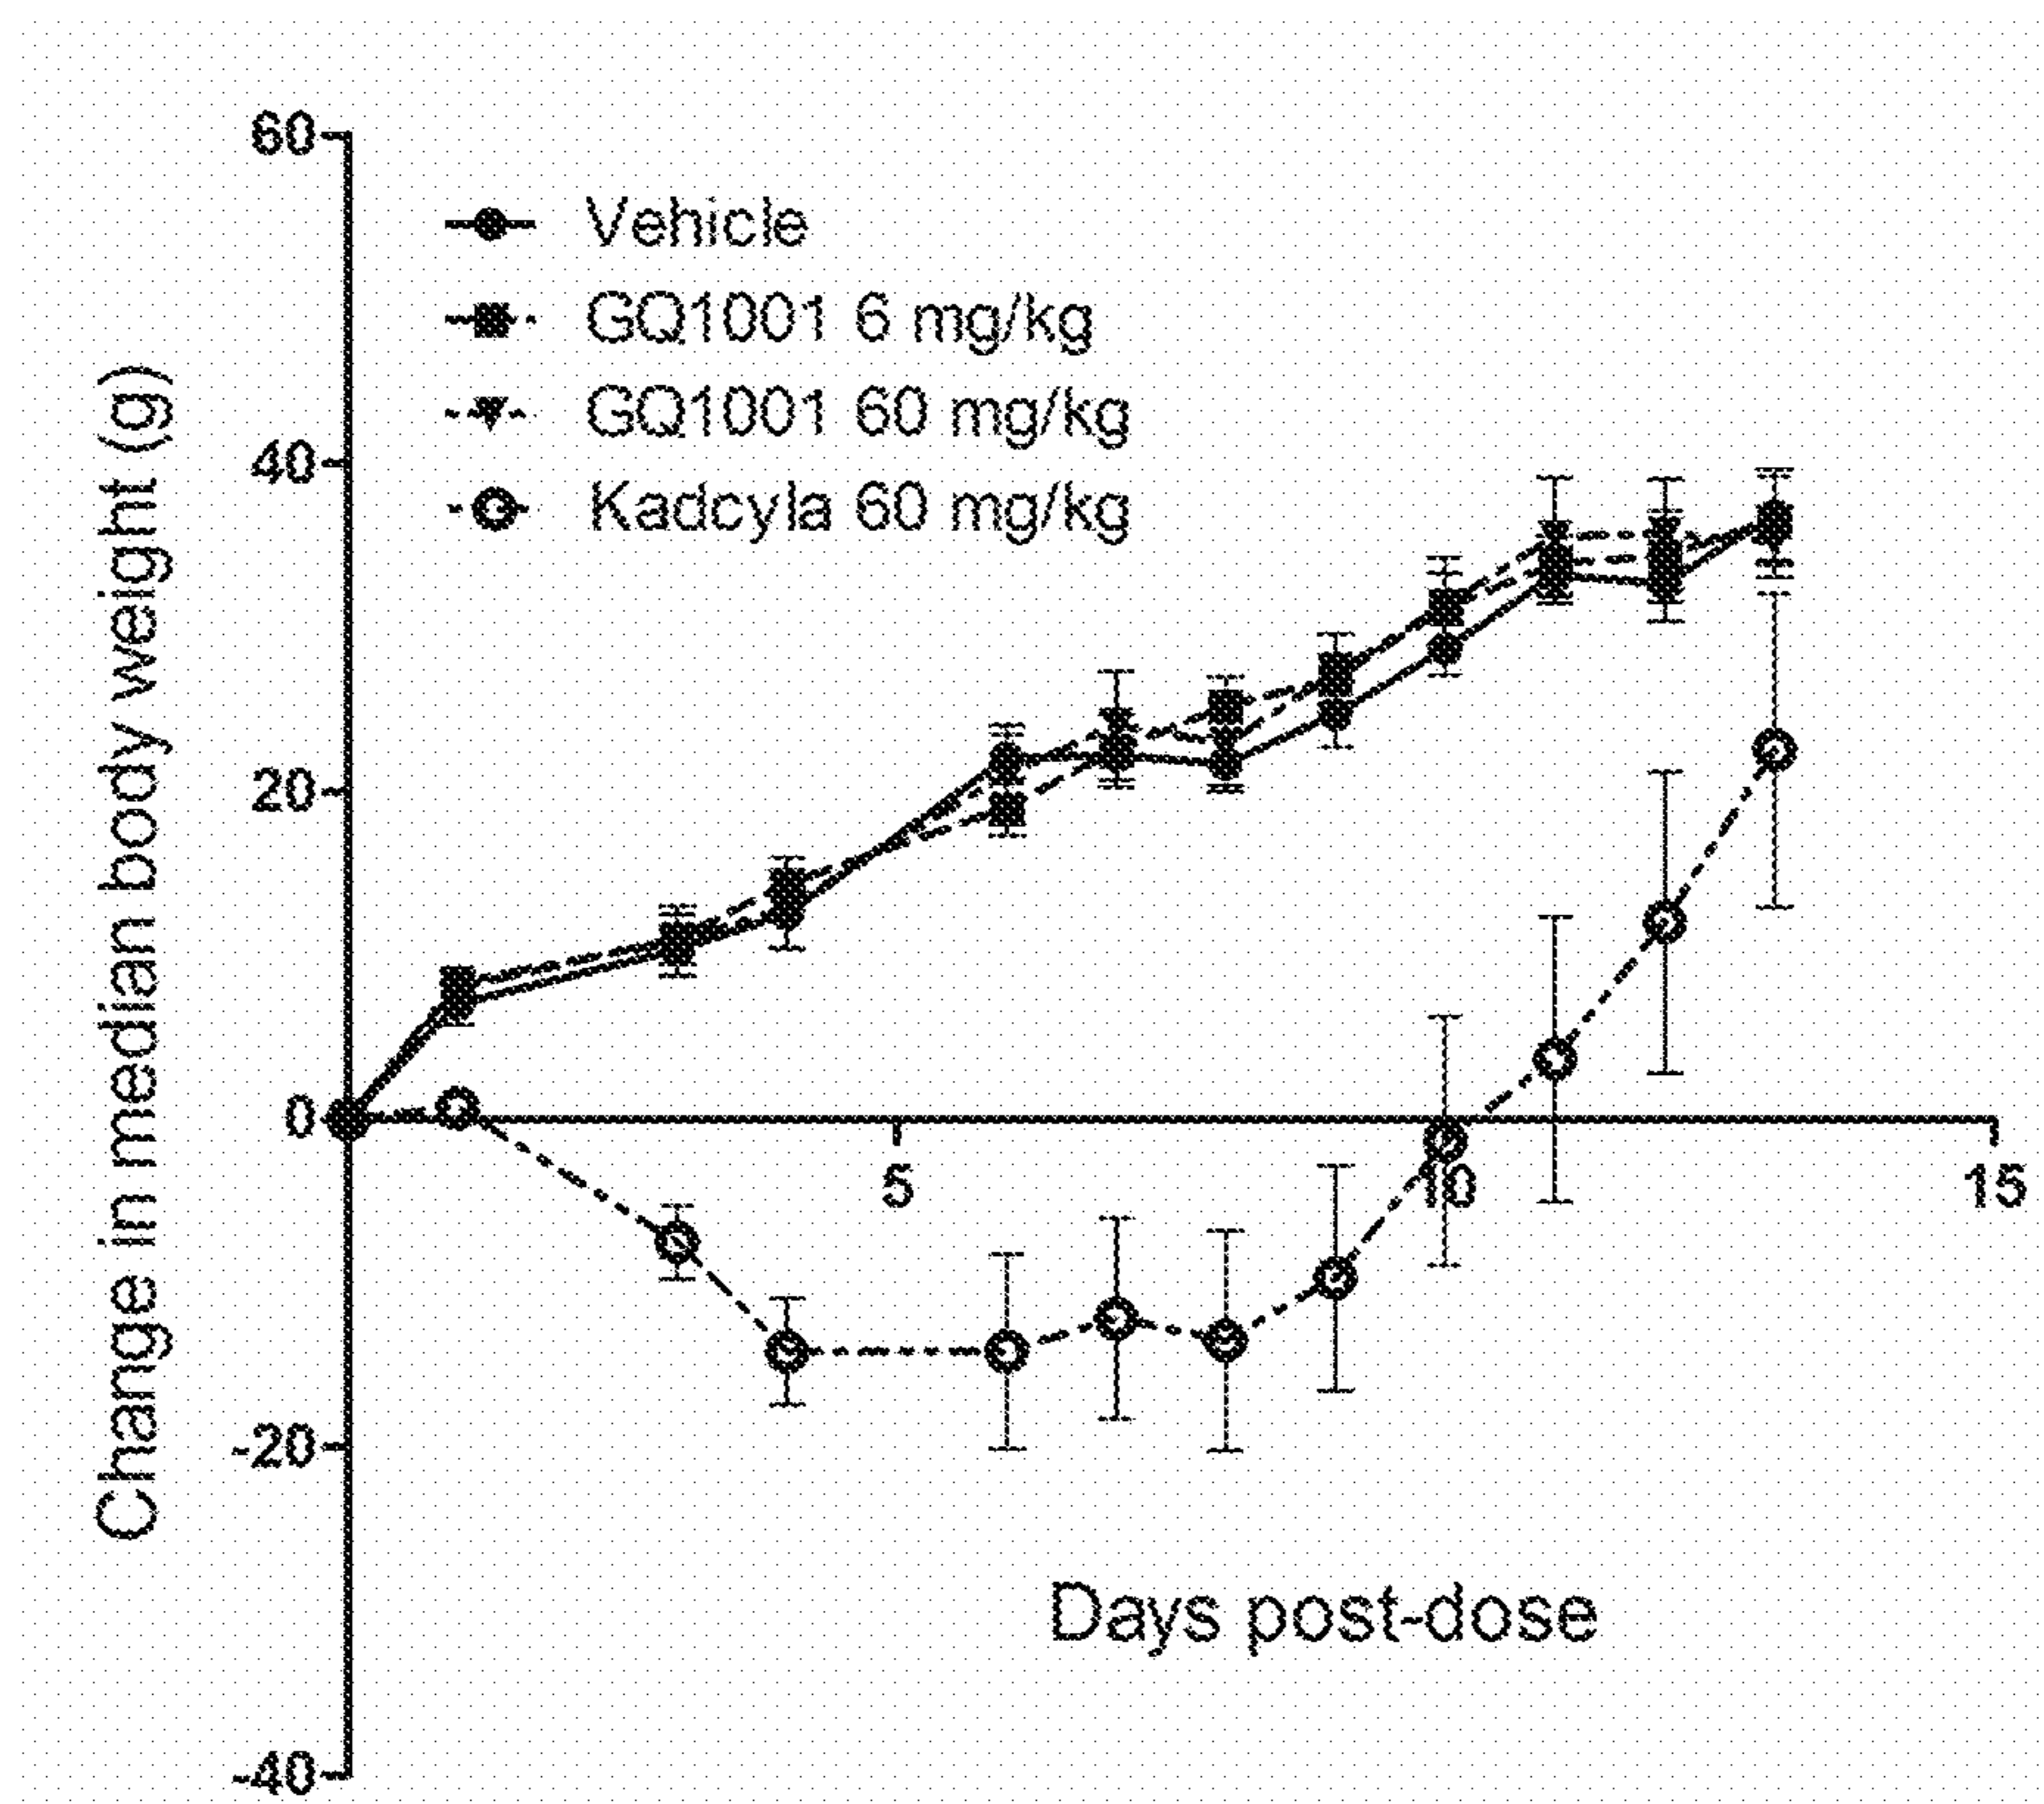 60
Vehicle
GQ1001 6 mg/kg
GQ1001 60 mg/kg
Kadcyla 60 mg/kg
40
20
0
-20
-40
5
10
15
Change in median body weight (g)
Days post-dose